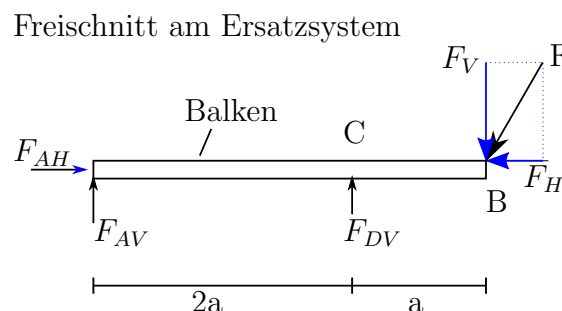 Freischnitt am Ersatzsystem
F_V
F
Balken
C
F_AH
F_H
B
F_AV
F_DV
2a
a